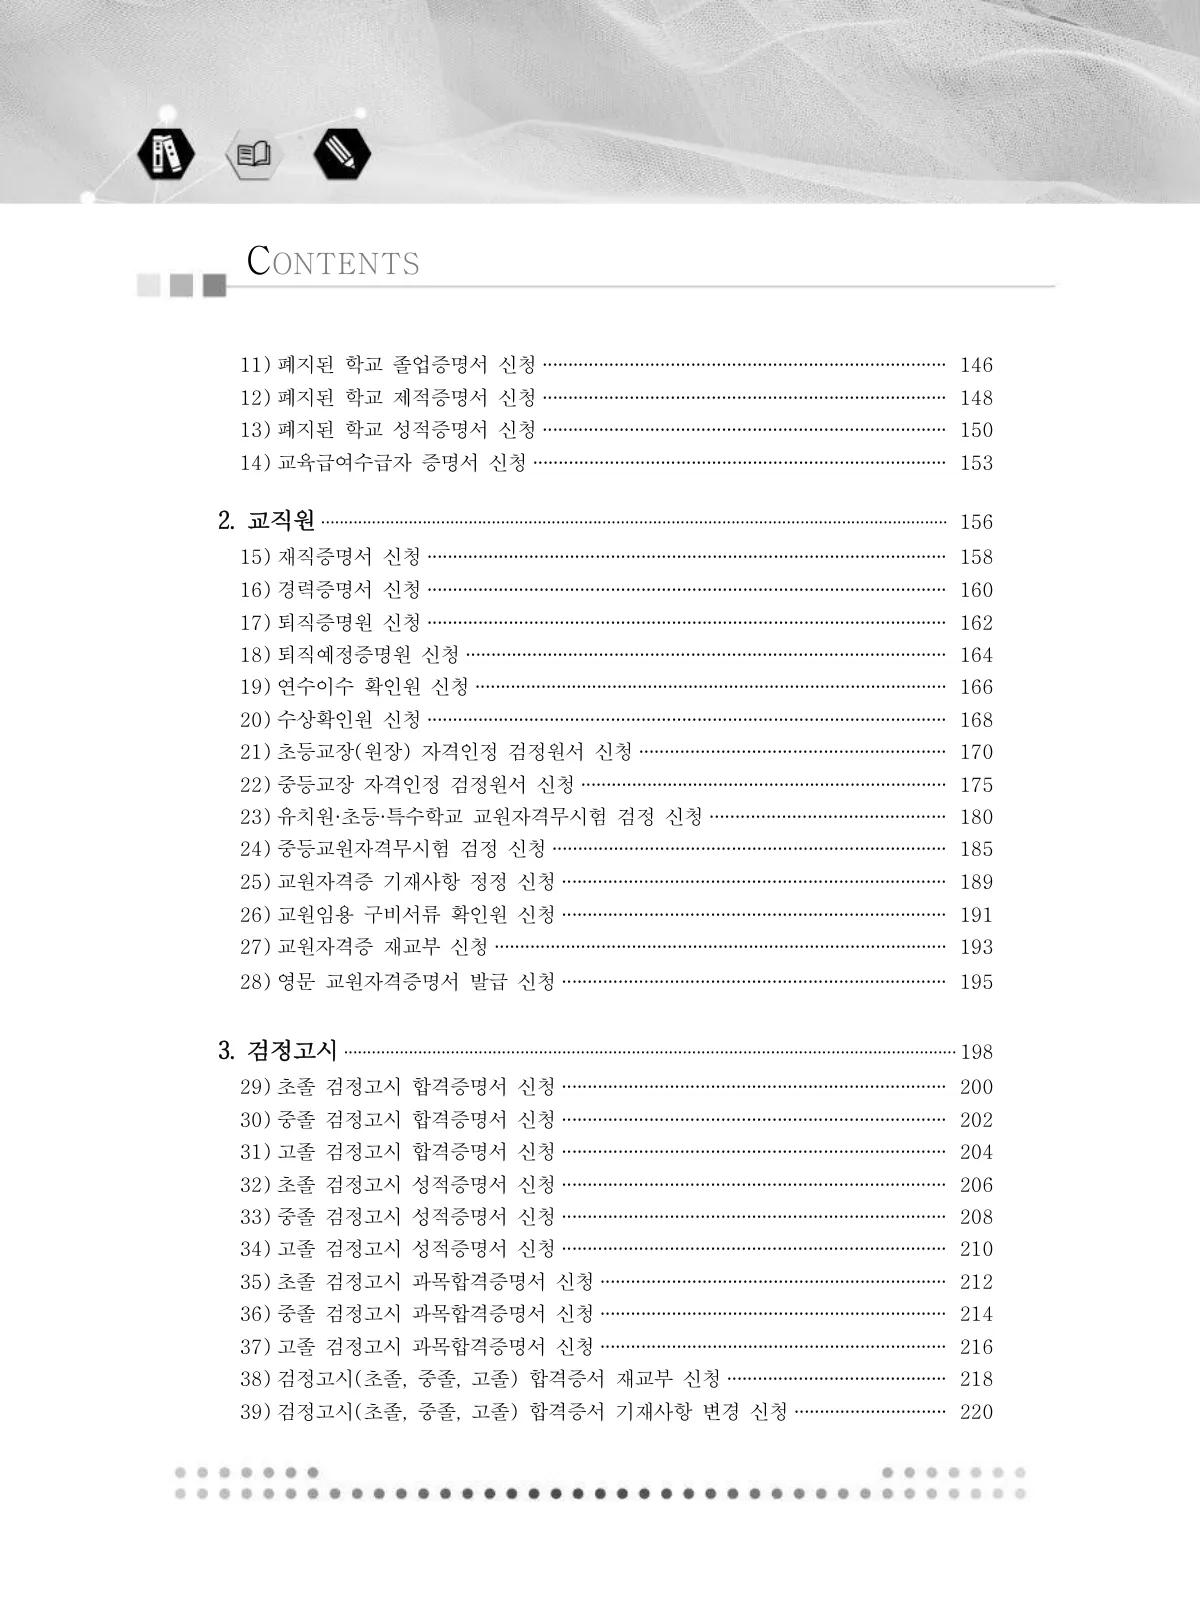 CONTENTS
11) 폐지된 학교 졸업증명서 신청 ········ 146
12) 폐지된 학교 제적증명서 신청 ········ 148
13) 폐지된 학교 성적증명서 신청 ········ 150
14) 교육급여수급자 증명서 신청 ········ 153
2. 교직원 ········ 156
15) 재직증명서 신청 ········ 158
16) 경력증명서 신청 ········ 160
17) 퇴직증명원 신청 ········ 162
18) 퇴직예정증명원 신청 ········ 164
19) 연수이수 확인원 신청 ········ 166
20) 수상확인원 신청 ········ 168
21) 초등교장(원장) 자격인정 검정원서 신청 ········ 170
22) 중등교장 자격인정 검정원서 신청 ········ 175
23) 유치원·초등·특수학교 교원자격무시험 검정 신청 ········ 180
24) 중등교원자격무시험 검정 신청 ········ 185
25) 교원자격증 기재사항 정정 신청 ········ 189
26) 교원임용 구비서류 확인원 신청 ········ 191
27) 교원자격증 재교부 신청 ········ 193
28) 영문 교원자격증명서 발급 신청 ········ 195
3. 검정고시 ········ 198
29) 초졸 검정고시 합격증명서 신청 ········ 200
30) 중졸 검정고시 합격증명서 신청 ········ 202
31) 고졸 검정고시 합격증명서 신청 ········ 204
32) 초졸 검정고시 성적증명서 신청 ········ 206
33) 중졸 검정고시 성적증명서 신청 ········ 208
34) 고졸 검정고시 성적증명서 신청 ········ 210
35) 초졸 검정고시 과목합격증명서 신청 ········ 212
36) 중졸 검정고시 과목합격증명서 신청 ········ 214
37) 고졸 검정고시 과목합격증명서 신청 ········ 216
38) 검정고시(초졸, 중졸, 고졸) 합격증서 재교부 신청 ········ 218
39) 검정고시(초졸, 중졸, 고졸) 합격증서 기재사항 변경 신청 ········ 220